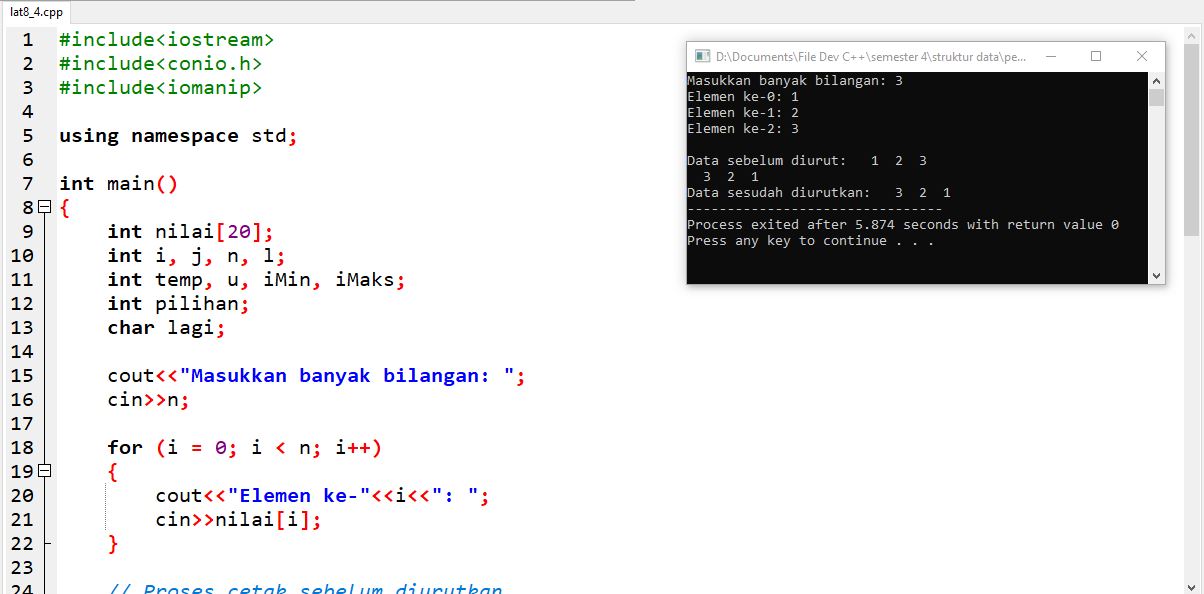 lat8_4.cpp
1 #include<iostream>
2 #include<conio.h>
3 #include<iomanip>
4
5 using namespace std;
6
7 int main()
8 {
9 int nilai[20];
10 int i, j, n, l;
11 int temp, u, iMin, iMaks;
12 int pilihan;
13 char lagi;
14
15 cout<<"Masukkan banyak bilangan: ";
16 cin>>n;
17
18 for (i = 0; i < n; i++)
19 {
20 cout<<"Elemen ke-"<<i<<": ";
21 cin>>nilai[i];
22 }
23
24 // Proses cetak sebelum diurutkan
D:\Documents\File Dev C++\semester 4\struktur data\pe...
Masukkan banyak bilangan: 3
Elemen ke-0: 1
Elemen ke-1: 2
Elemen ke-2: 3
Data sebelum diurut:   1  2  3
3  2  1
Data sesudah diurutkan:   3  2  1
--------------------------------
Process exited after 5.874 seconds with return value 0
Press any key to continue . . .